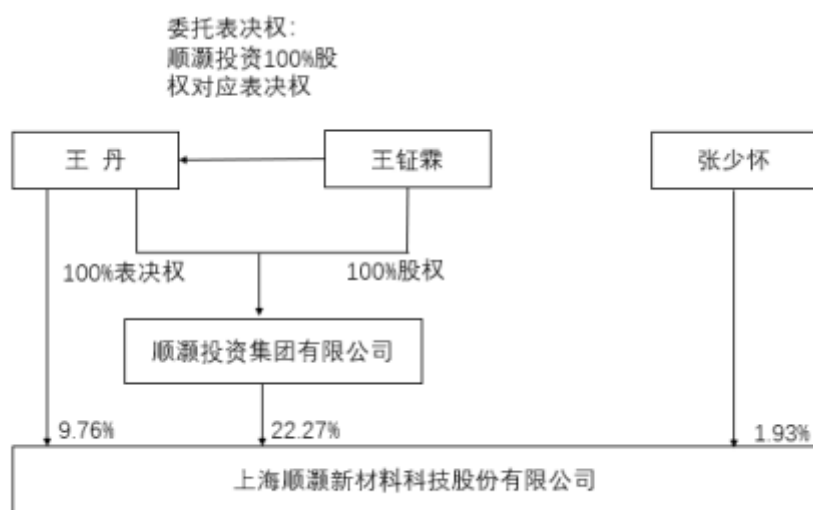 委托表决权：
顺灏投资100%股
权对应表决权
王 丹
王钲霖
张少怀
100%表决权
100%股权
顺灏投资集团有限公司
9.76%
22.27%
1.93%
上海顺灏新材料科技股份有限公司